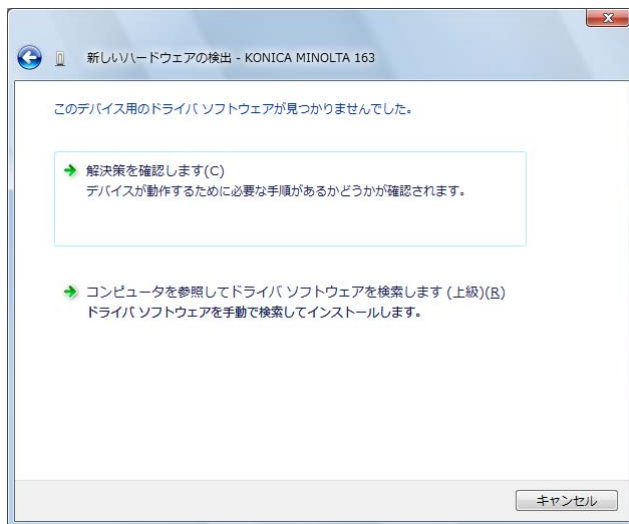 新しいハードウェアの検出 - KONICA MINOLTA 163
このデバイス用のドライバ ソフトウェアが見つかりませんでした。
解決策を確認します(C)
デバイスが動作するために必要な手順があるかどうかが確認されます。
コンピュータを参照してドライバ ソフトウェアを検索します (上級)(R)
ドライバ ソフトウェアを手動で検索してインストールします。
キャンセル